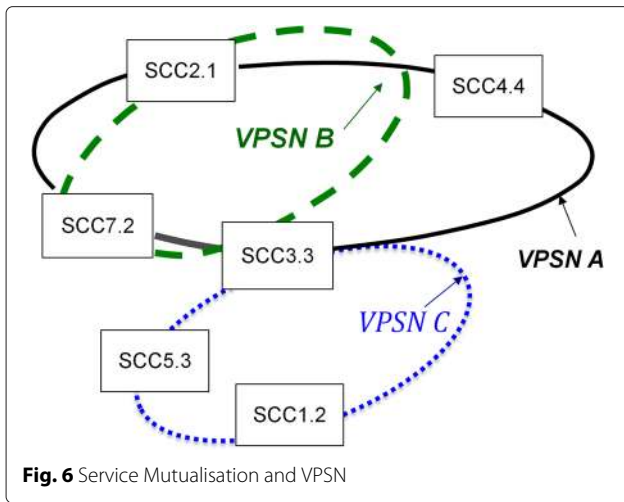 SCC2.1
SCC4.4
VPSN B
SCC7.2
SCC3.3
VPSN A
VPSN C
SCC5.3
SCC1.2
Fig. 6 Service Mutualisation and VPSN